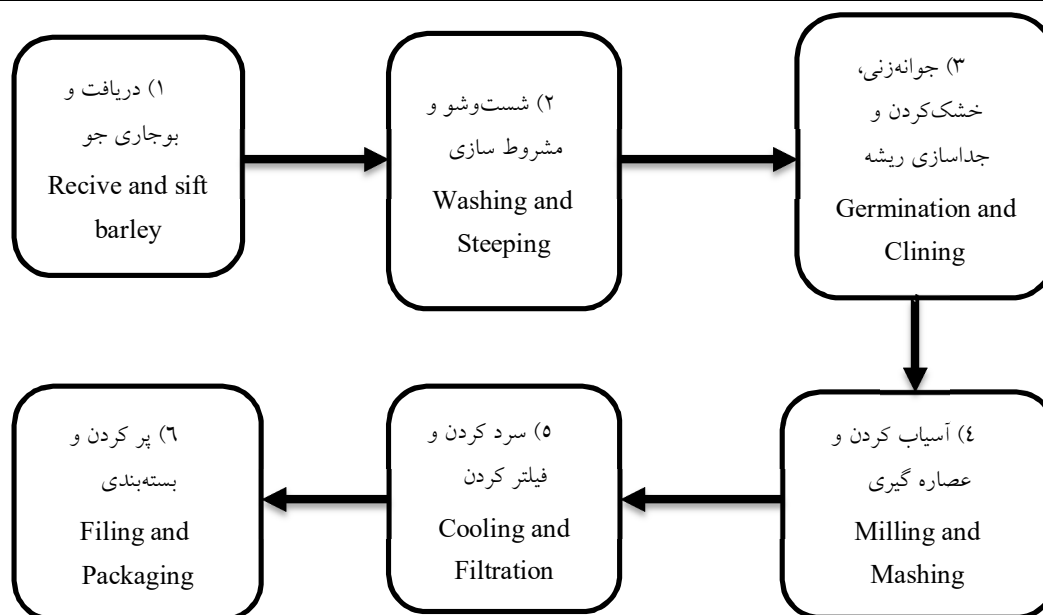 ۱) دریافت و
بوجاری جو
Recive and sift
barley
۲) شست‌وشو و
مشروط سازی
Washing and
Steeping
۳) جوانه‌زنی،
خشک‌کردن و
جداسازی ریشه
Germination and
Clining
٤) آسیاب کردن و
عصاره گیری
Milling and
Mashing
٥) سرد کردن و
فیلتر کردن
Cooling and
Filtration
٦) پر کردن و
بسته‌بندی
Filing and
Packaging